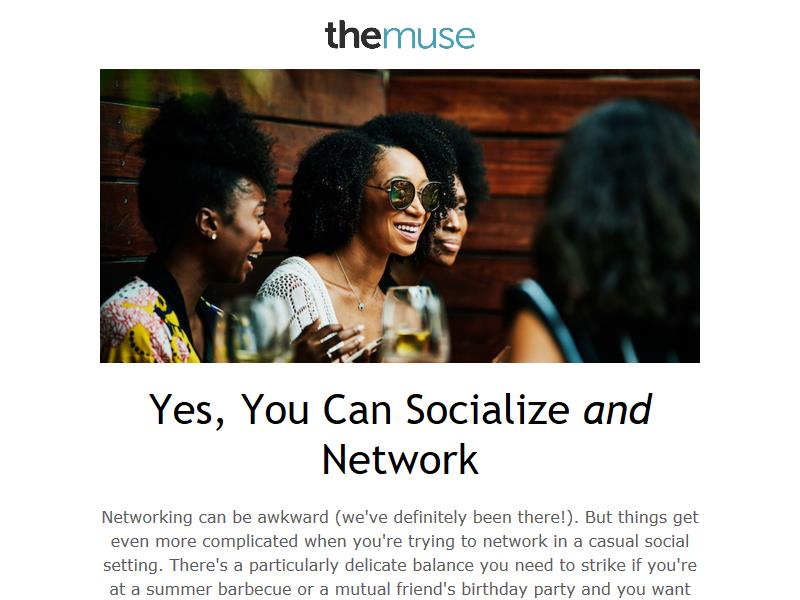 themuse
Yes, You Can Socialize and
Network
Networking can be awkward (we've definitely been there!). But things get
even more complicated when you're trying to network in a casual social
setting. There's a particularly delicate balance you need to strike if you're
at a summer barbecue or a mutual friend's birthday party and you want